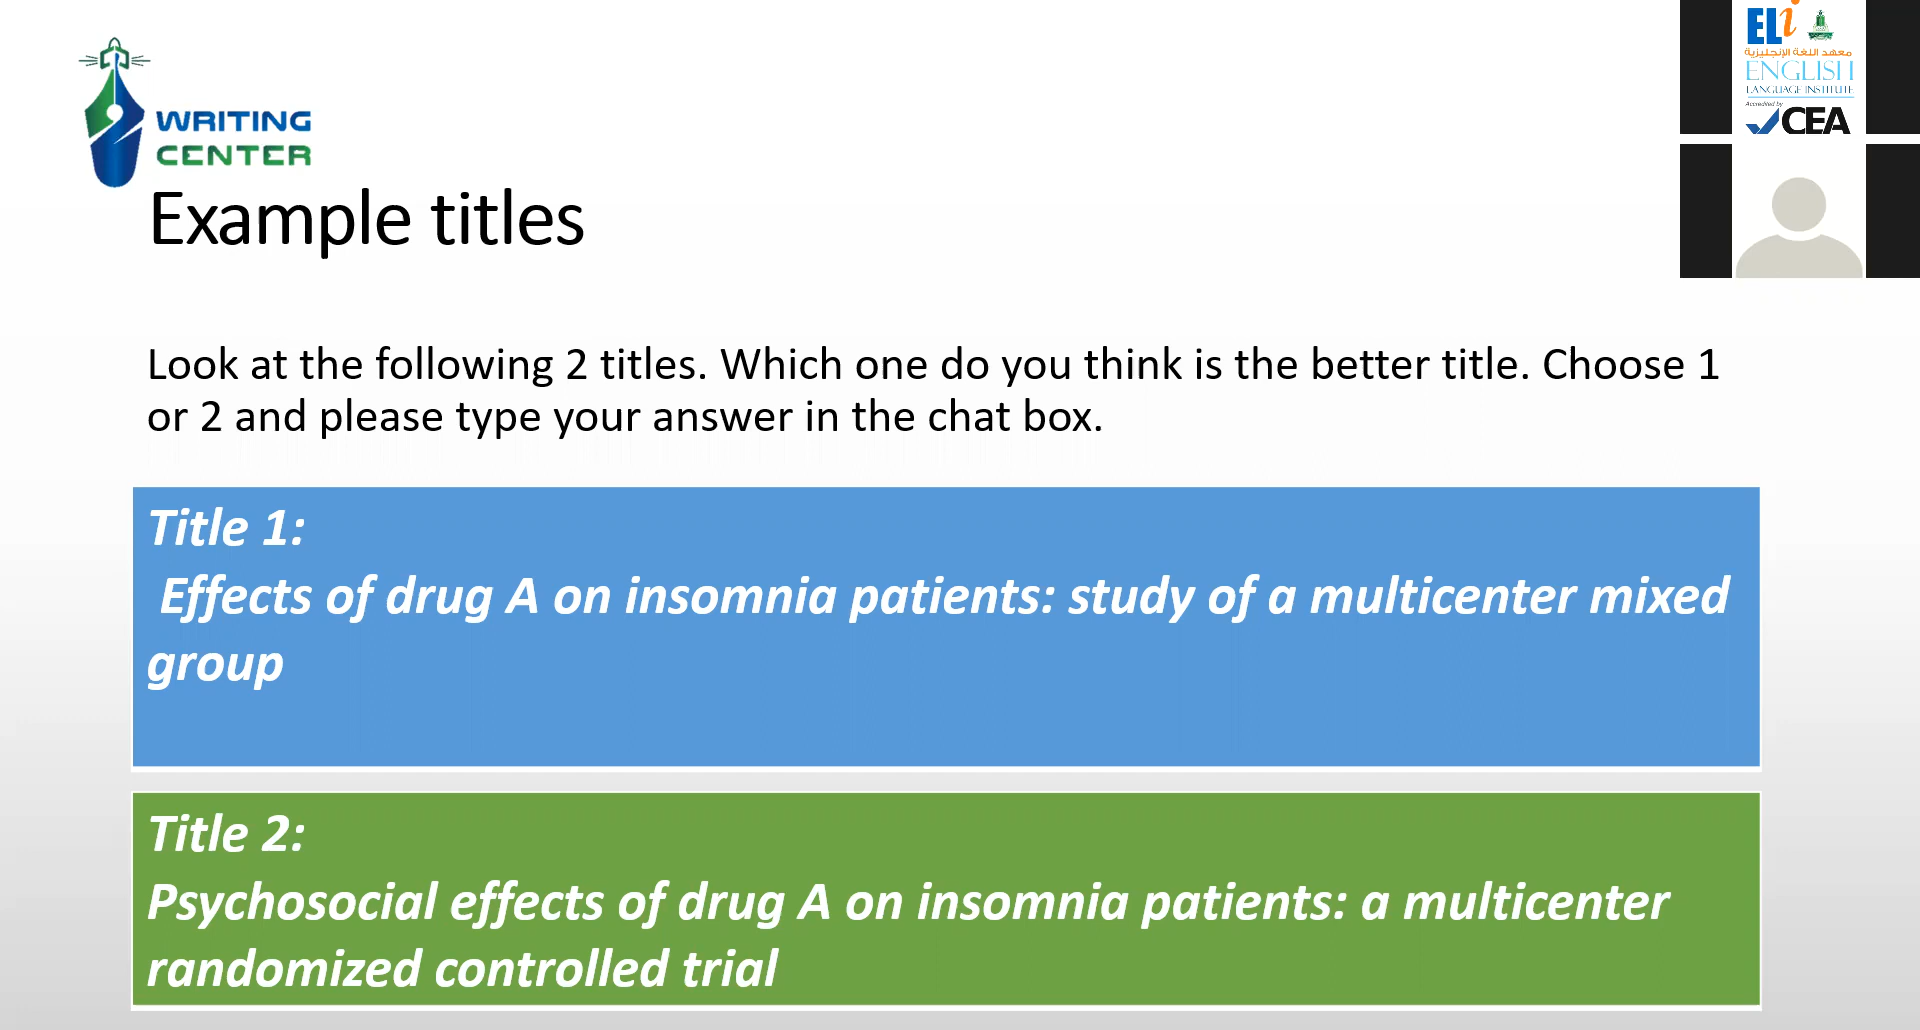 WRITING
CENTER
Example titles
Look at the following 2 titles. Which one do you think is the better title. Choose 1
or 2 and please type your answer in the chat box.
Title 1:
Effects of drug A on insomnia patients: study of a multicenter mixed
group
Title 2:
Psychosocial effects of drug A on insomnia patients: a multicenter
randomized controlled trial
ELi
معهد اللغة الإنجليزية
ENGLISH
LANGUAGE INSTITUTE
Accredited by
CEA